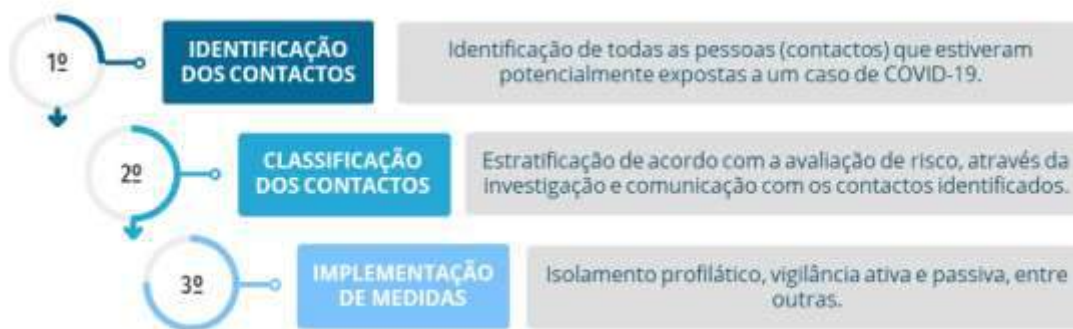 1º
IDENTIFICAÇÃO
DOS CONTACTOS
Identificação de todas as pessoas (contactos) que estiveram
potencialmente expostas a um caso de COVID-19.
2º
CLASSIFICAÇÃO
DOS CONTACTOS
Estratificação de acordo com a avaliação de risco, através da
investigação e comunicação com os contactos identificados.
3º
IMPLEMENTAÇÃO
DE MEDIDAS
Isolamento profilático, vigilância ativa e passiva, entre
outras.